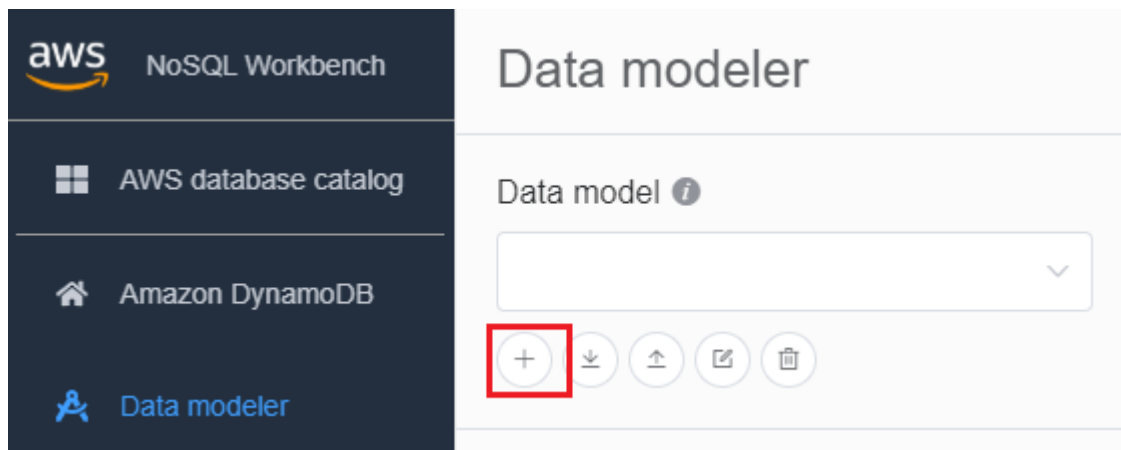 aws
NoSQL Workbench
AWS database catalog
Amazon DynamoDB
Data modeler
Data modeler
Data model i